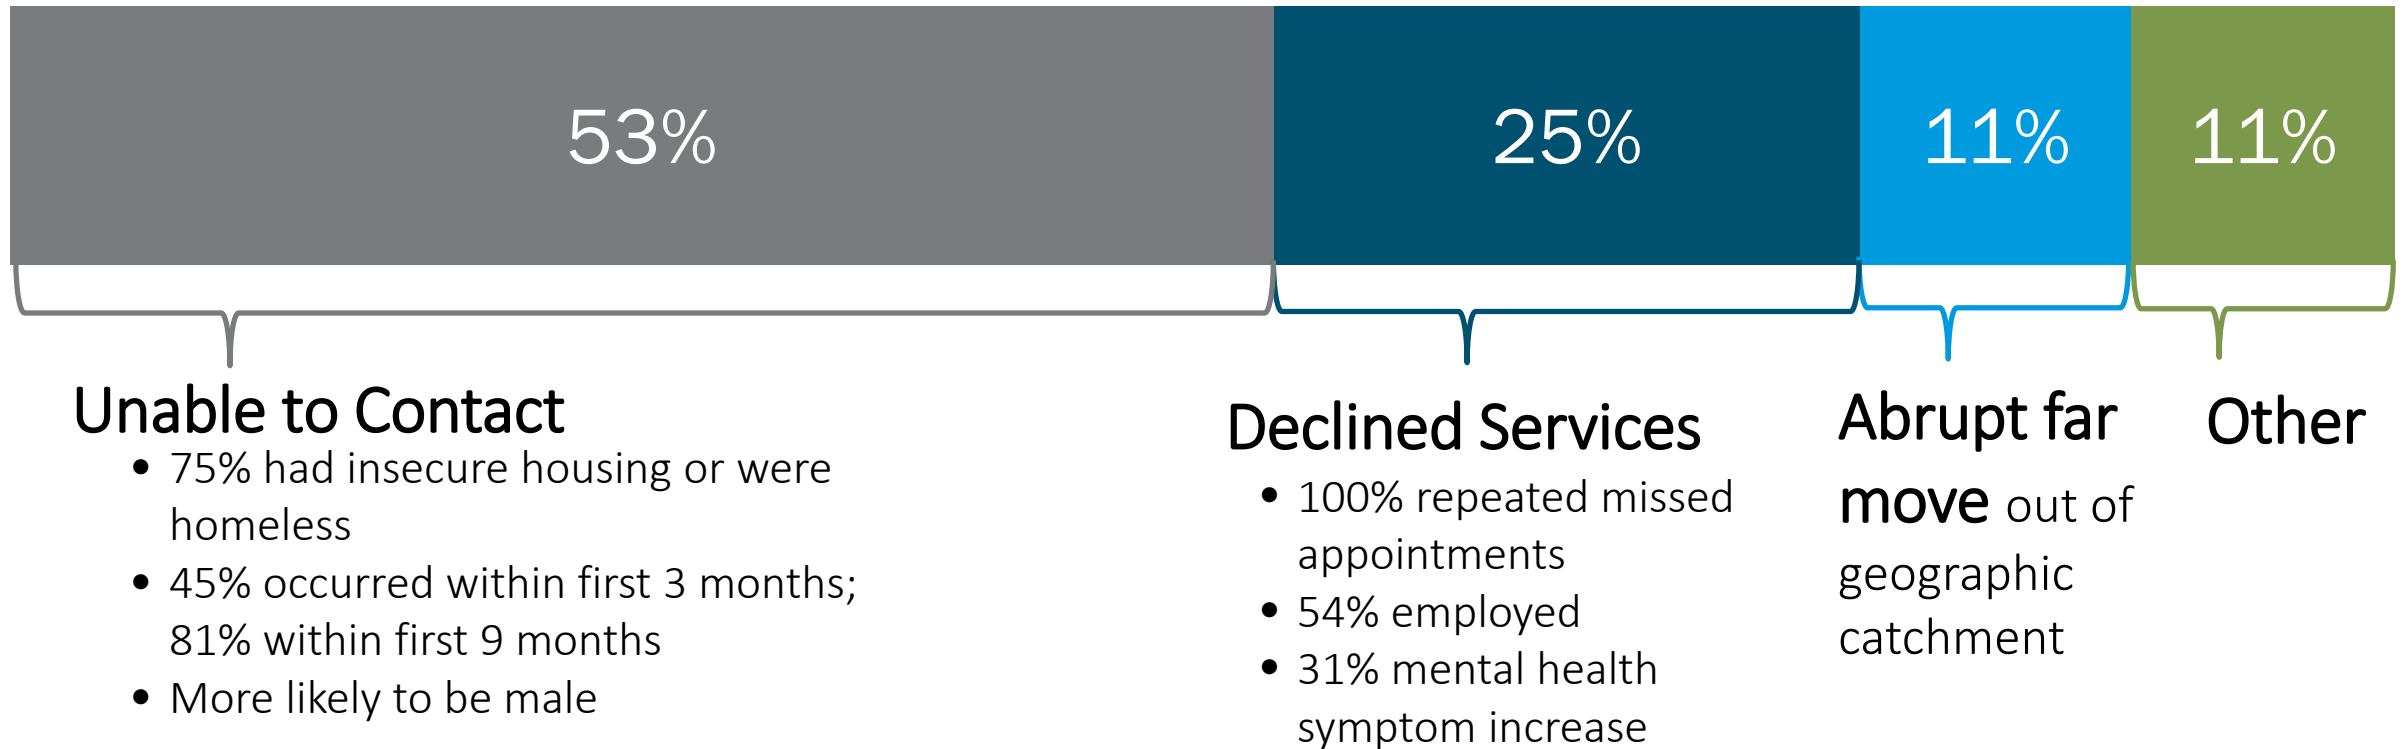 53%
25%
11%
11%
Unable to Contact
• 75% had insecure housing or were
homeless
• 45% occurred within first 3 months;
81% within first 9 months
• More likely to be male
Declined Services
• 100% repeated missed
appointments
• 54% employed
• 31% mental health
symptom increase
Abrupt far
move out of
geographic
catchment
Other